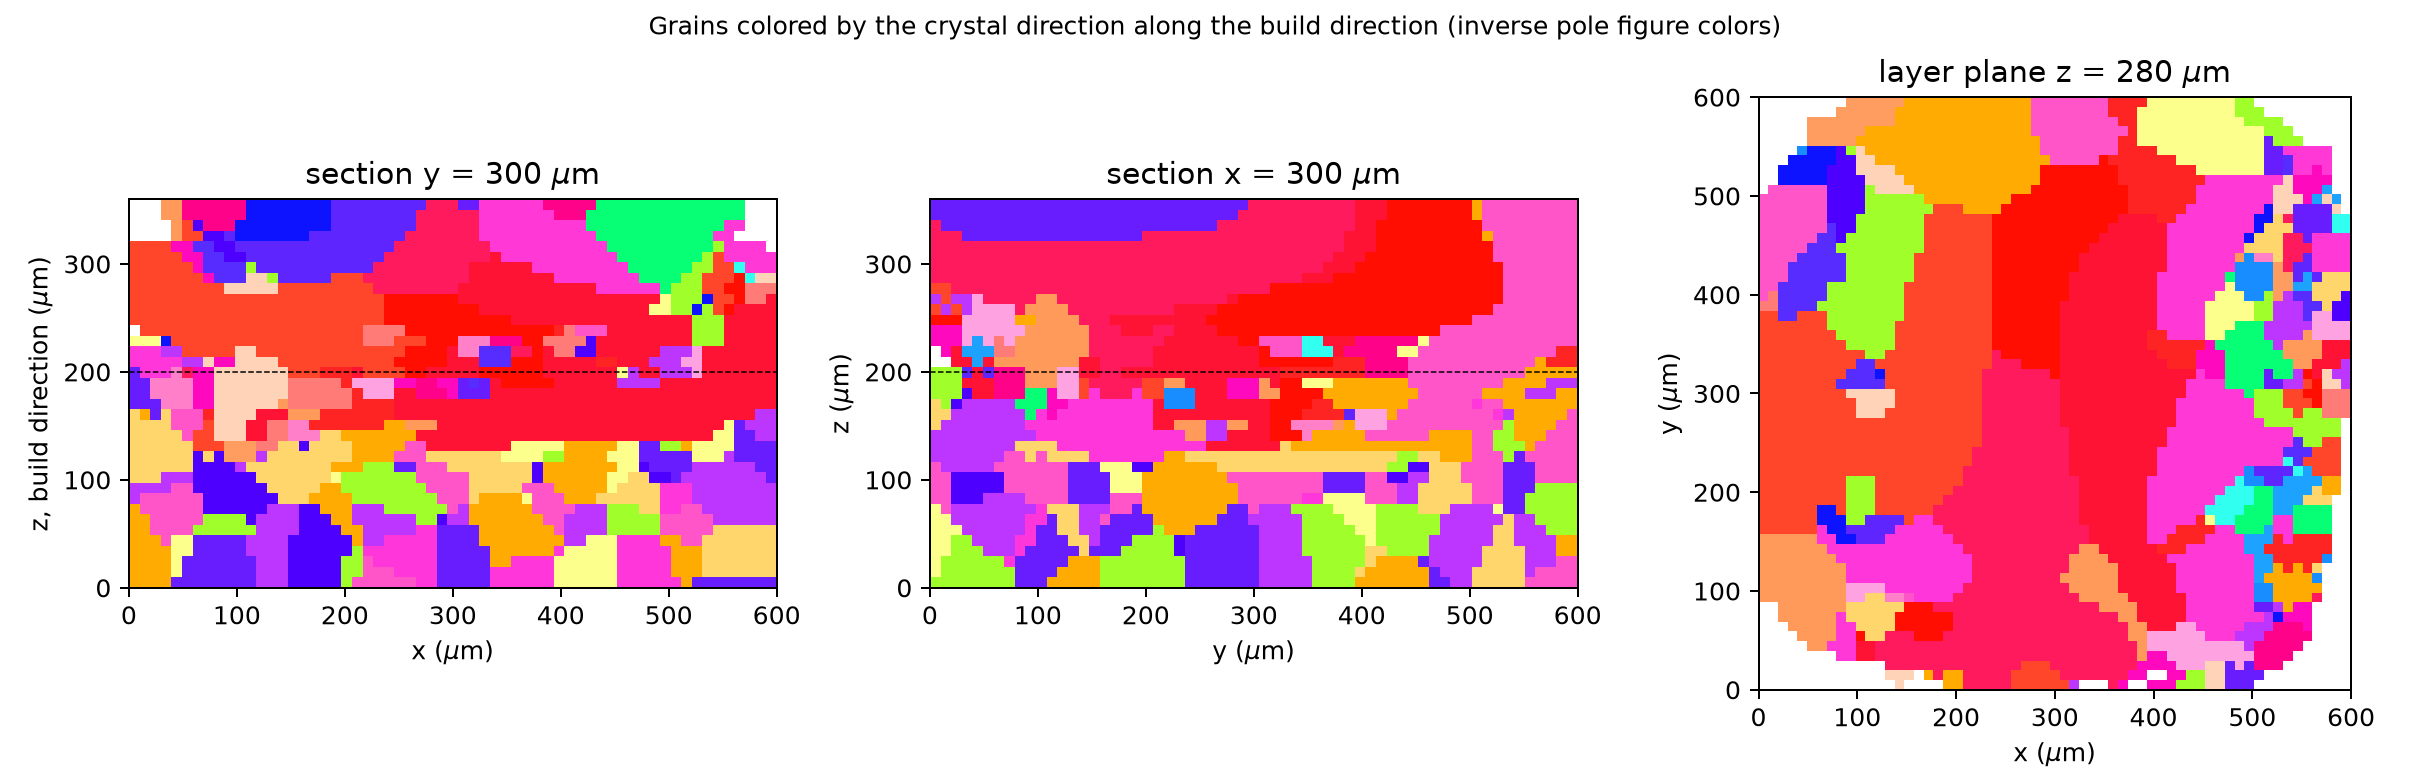 Grains colored by the crystal direction along the build direction (inverse pole figure colors)
section y = 300 μm
z, build direction (μm)
300
200
100
0
0 100 200 300 400 500 600
x (μm)
section x = 300 μm
z (μm)
300
200
100
0
0 100 200 300 400 500 600
y (μm)
layer plane z = 280 μm
y (μm)
600
500
400
300
200
100
0
0 100 200 300 400 500 600
x (μm)